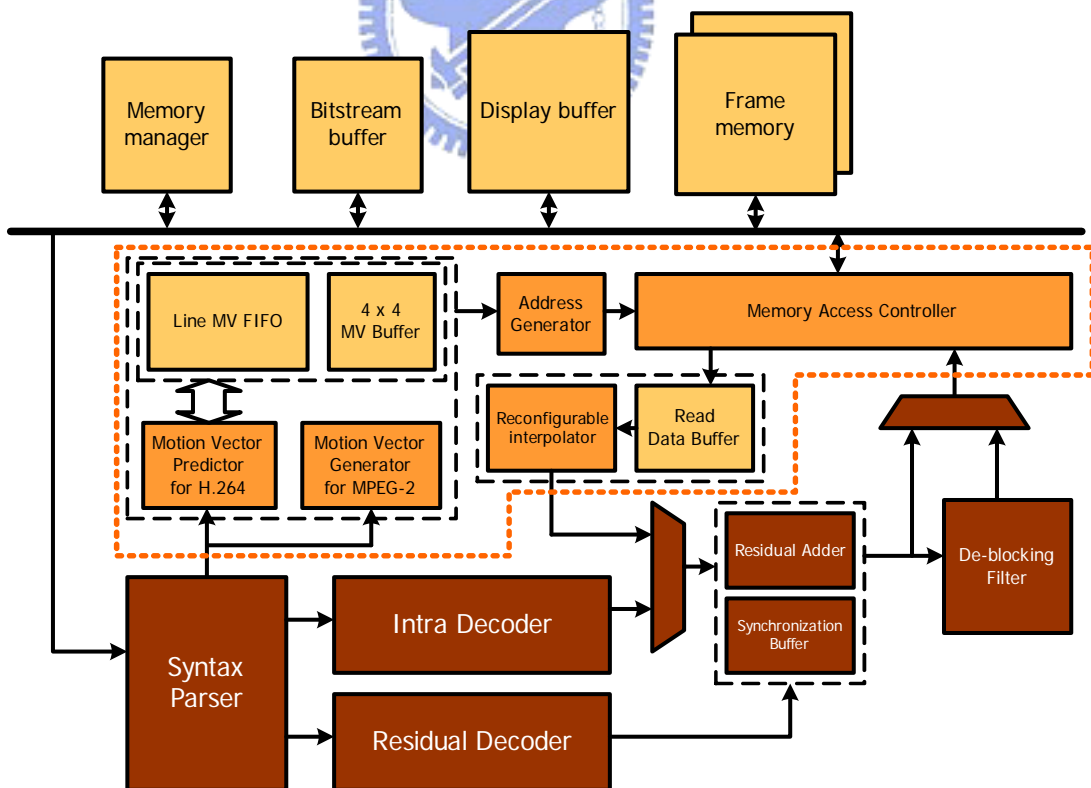 Memory
manager
Bitstream
buffer
Display buffer
Frame
memory
Line MV FIFO
4 x 4
MV Buffer
Address
Generator
Memory Access Controller
Motion Vector
Predictor
for H.264
Motion Vector
Generator
for MPEG-2
Reconfigurable
interpolator
Read
Data Buffer
Residual Adder
Synchronization
Buffer
De-blocking
Filter
Syntax
Parser
Intra Decoder
Residual Decoder